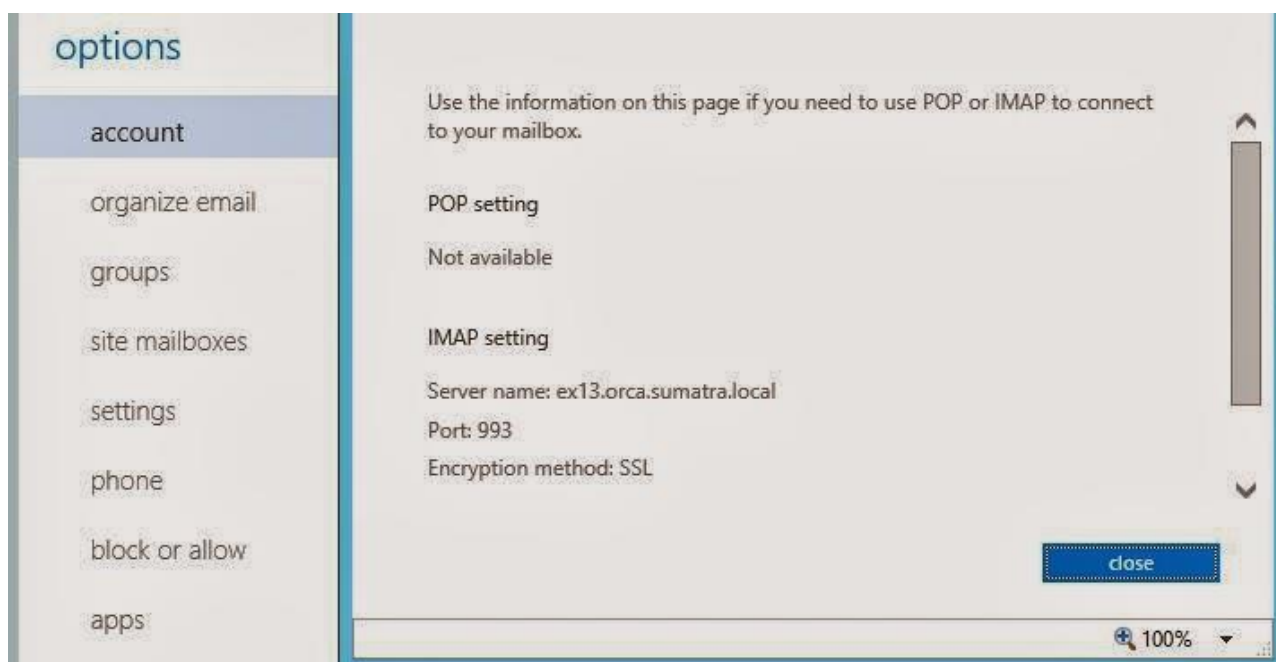 options
account
organize email
groups
site mailboxes
settings
phone
block or allow
apps
Use the information on this page if you need to use POP or IMAP to connect
to your mailbox.
POP setting
Not available
IMAP setting
Server name: ex13.orca.sumatra.local
Port: 993
Encryption method: SSL
close
100%